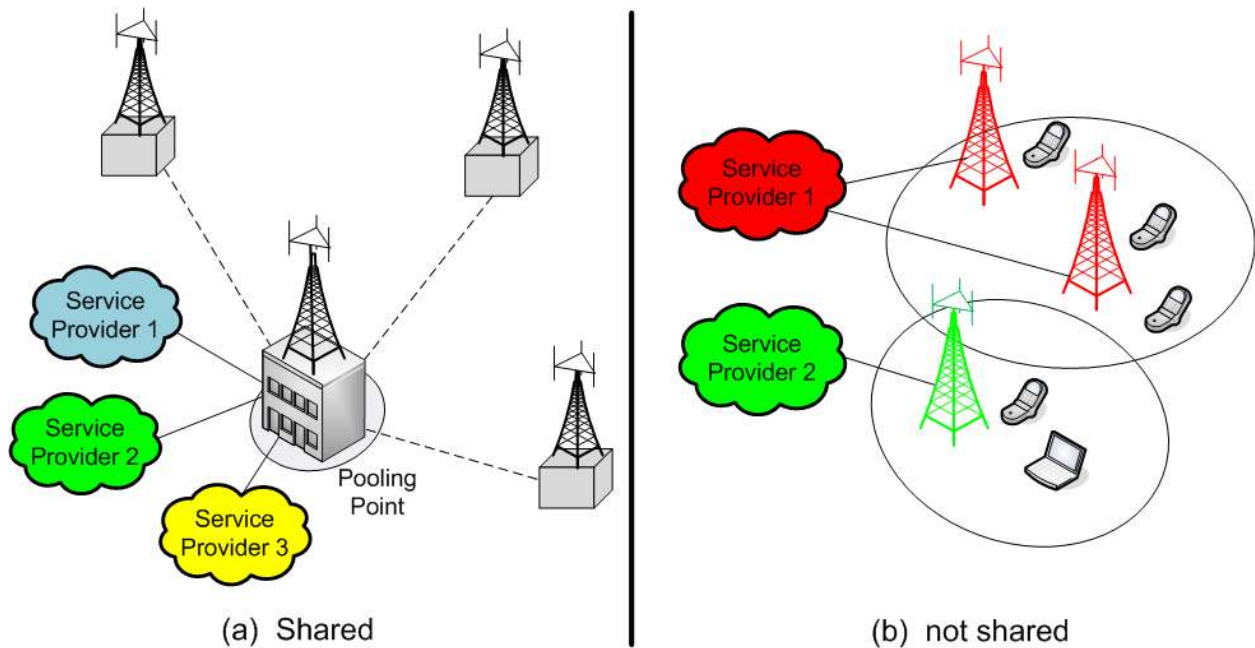 Service
Provider 1
Service
Provider 2
Service
Provider 3
Pooling
Point
(a) Shared
Service
Provider 1
Service
Provider 2
(b) not shared